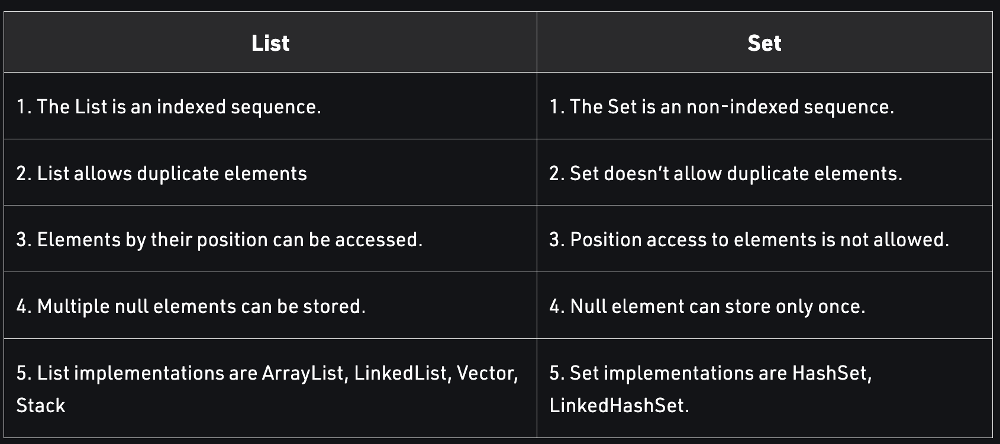 List
Set
1. The List is an indexed sequence.
1. The Set is an non-indexed sequence.
2. List allows duplicate elements
2. Set doesn't allow duplicate elements.
3. Elements by their position can be accessed.
3. Position access to elements is not allowed.
4. Multiple null elements can be stored.
4. Null element can store only once.
5. List implementations are ArrayList, LinkedList, Vector,
Stack
5. Set implementations are HashSet,
LinkedHashSet.